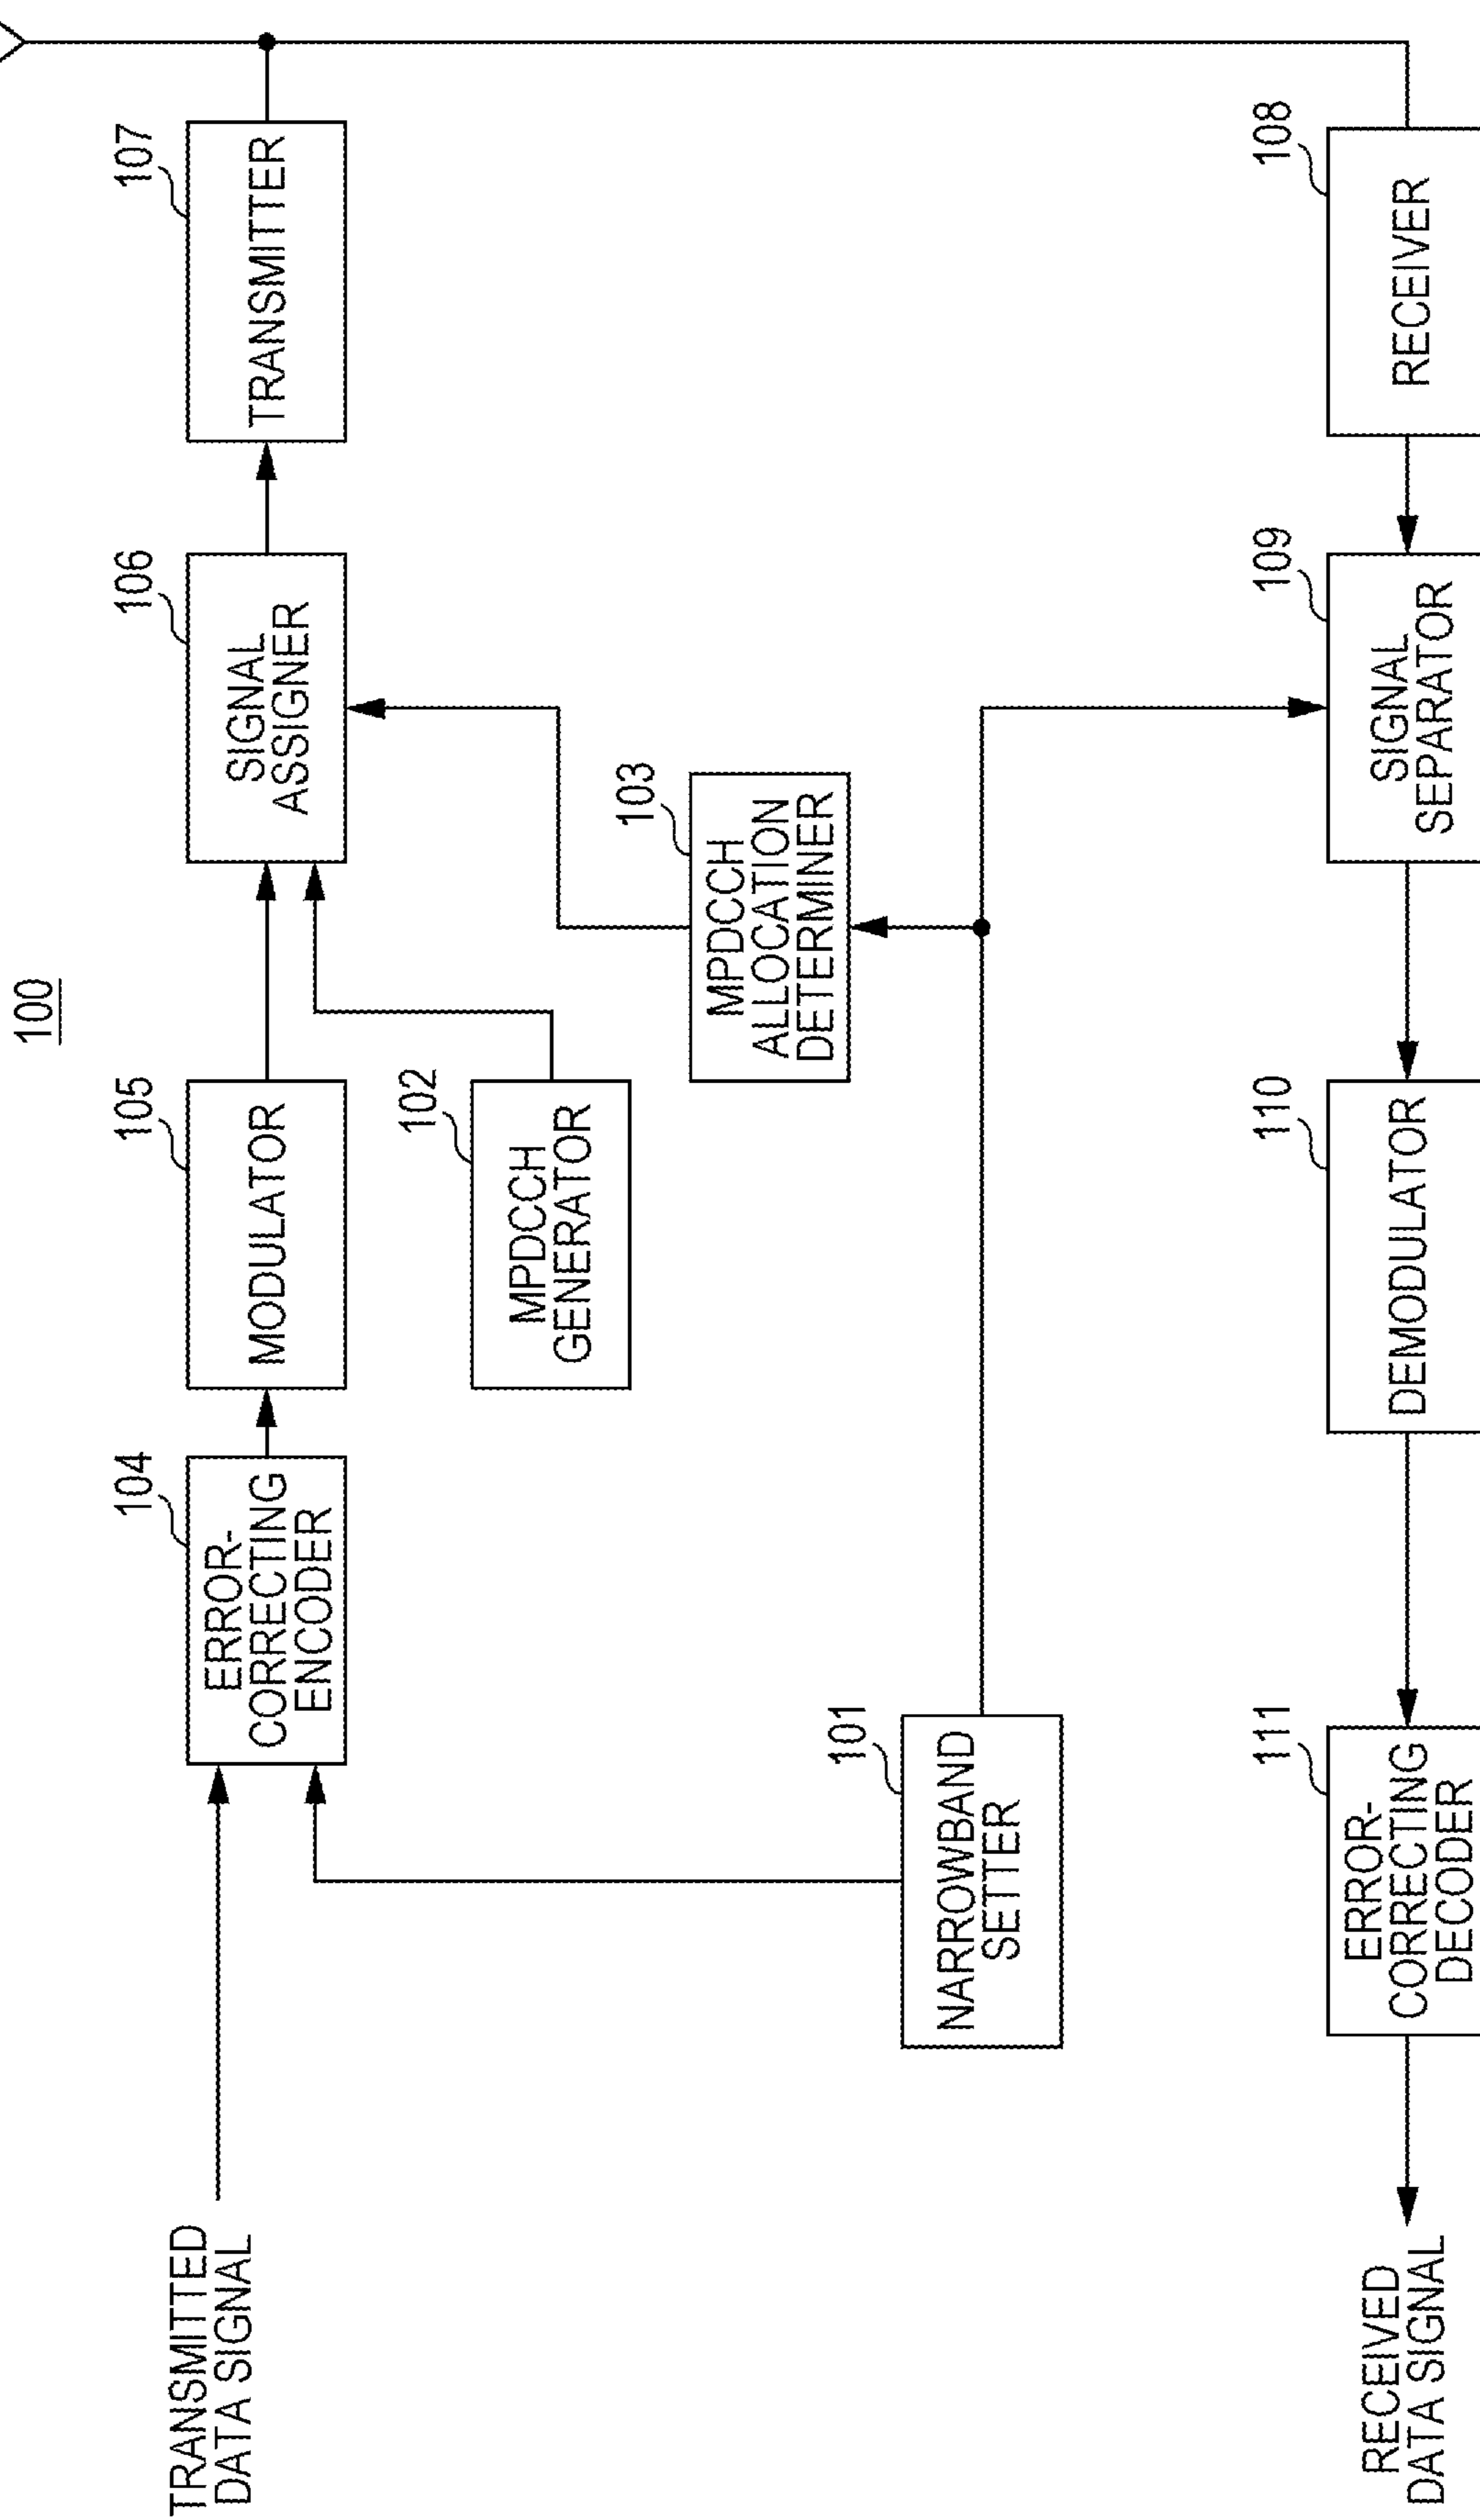 100
TRANSMITTED
DATA SIGNAL
104
ERROR-
CORRECTING
ENCODER
105
MODULATOR
106
SIGNAL
ASSIGNER
107
TRANSMITTER
102
MPDCCH
GENERATOR
103
MPDCCH
ALLOCATION
DETERMINER
101
NARROWBAND
SETTER
RECEIVED
DATA SIGNAL
111
ERROR-
CORRECTING
DECODER
110
DEMODULATOR
109
SIGNAL
SEPARATOR
108
RECEIVER